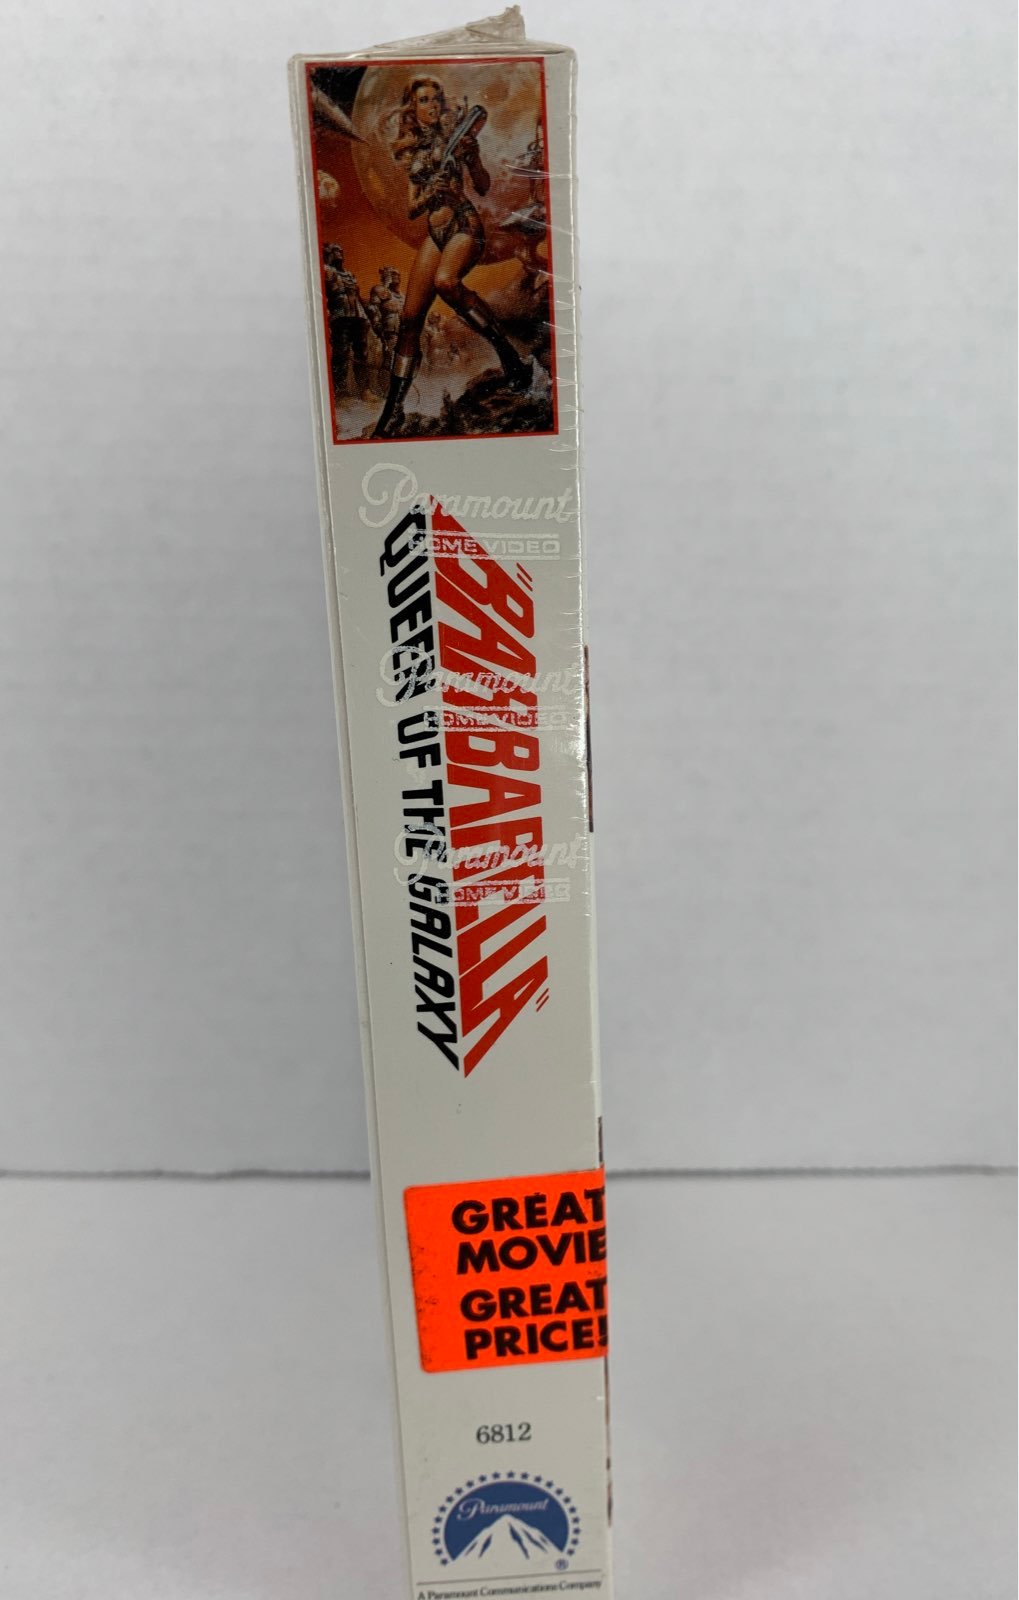 Paramount
HOME VIDEO
"BARBARELLA"
QUEEN OF THE GALAXY
Paramount
HOME VIDEO
Paramount
HOME VIDEO
GREAT
MOVIE
GREAT
PRICE!
6812
Paramount
®
A Paramount Communications Company